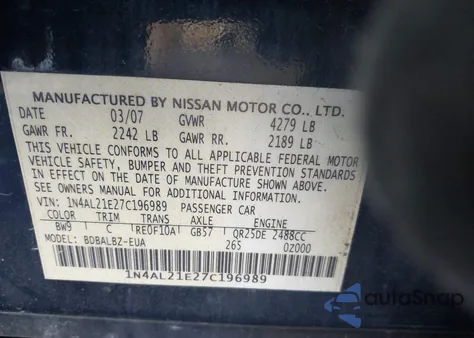 MANUFACTURED BY NISSAN MOTOR CO., LTD.
DATE 03/07 GVWR 4279 LB
GAWR FR. 2242 LB GAWR RR. 2189 LB
THIS VEHICLE CONFORMS TO ALL APPLICABLE FEDERAL MOTOR
VEHICLE SAFETY, BUMPER AND THEFT PREVENTION STANDARDS
IN EFFECT ON THE DATE OF MANUFACTURE SHOWN ABOVE. SEE
OWNER'S MANUAL FOR ADDITIONAL INFORMATION.
VIN: 1N4AL21E27C196989 PASSENGER CAR
COLOR TRIM TRANS AXLE ENGINE
BW9 C RE0F10A GB57 QR25DE 2488CC
MODEL: BDBALBZ-EUA 265 02000
1N4AL21E27C196989
autoSnap